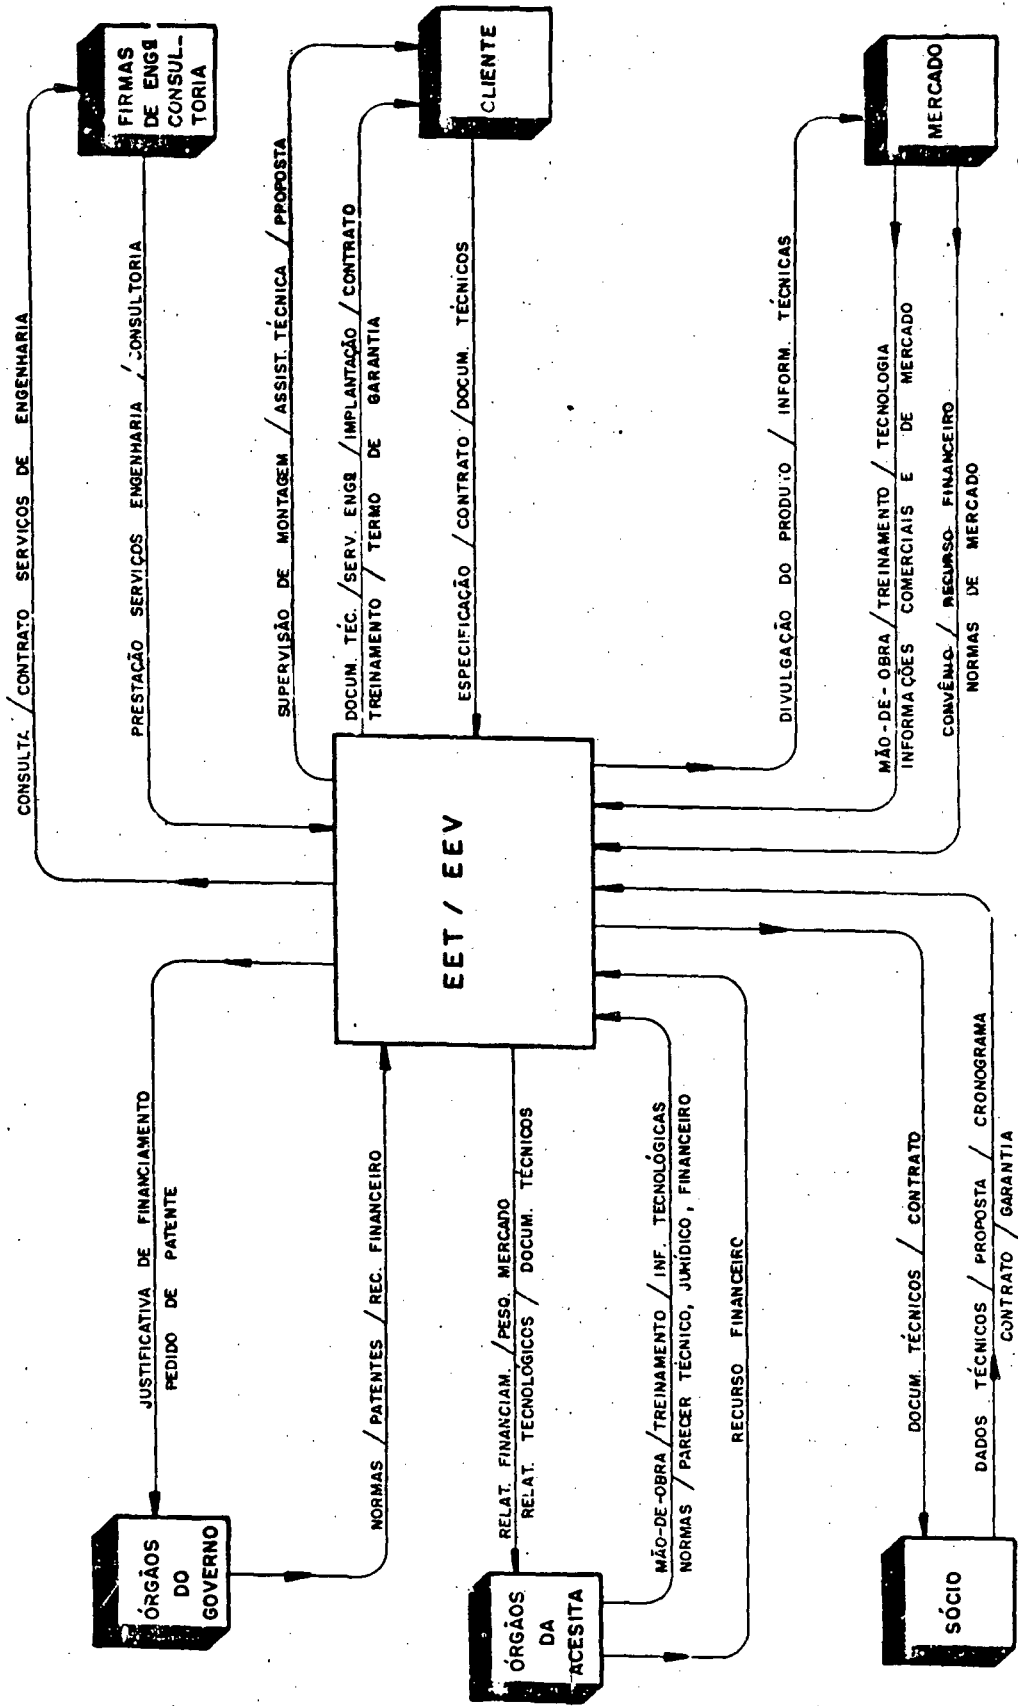 ÓRGÃOS
DO
GOVERNO
JUSTIFICATIVA DE FINANCIAMENTO
PEDIDO DE PATENTE
NORMAS / PATENTES / REC. FINANCEIRO
CONSULTA / CONTRATO SERVIÇOS DE ENGENHARIA
PRESTAÇÃO SERVIÇOS ENGENHARIA / CONSULTORIA
FIRMAS
DE ENGª
CONSUL_
TORIA
SUPERVISÃO DE MONTAGEM / ASSIST. TÉCNICA / PROPOSTA
DOCUM. TÉC. / SERV. ENGª / IMPLANTAÇÃO / CONTRATO
TREINAMENTO / TERMO DE GARANTIA
ESPECIFICAÇÃO / CONTRATO / DOCUM. TÉCNICOS
CLIENTE
EET / EEV
ÓRGÃOS
DA
ACESITA
RELAT. FINANCIAM. / PESQ. MERCADO
RELAT. TECNOLÓGICOS / DOCUM. TÉCNICOS
MÃO-DE-OBRA / TREINAMENTO / INF. TECNOLÓGICAS
NORMAS / PARECER TÉCNICO, JURÍDICO, FINANCEIRO
RECURSO FINANCEIRO
DIVULGAÇÃO DO PRODUTO / INFORM. TÉCNICAS
MÃO-DE-OBRA / TREINAMENTO / TECNOLOGIA
INFORMAÇÕES COMERCIAIS E DE MERCADO
CONVÊNIO / RECURSO FINANCEIRO
NORMAS DE MERCADO
MERCADO
SÓCIO
DOCUM. TÉCNICOS / CONTRATO
DADOS TÉCNICOS / PROPOSTA / CRONOGRAMA
CONTRATO / GARANTIA